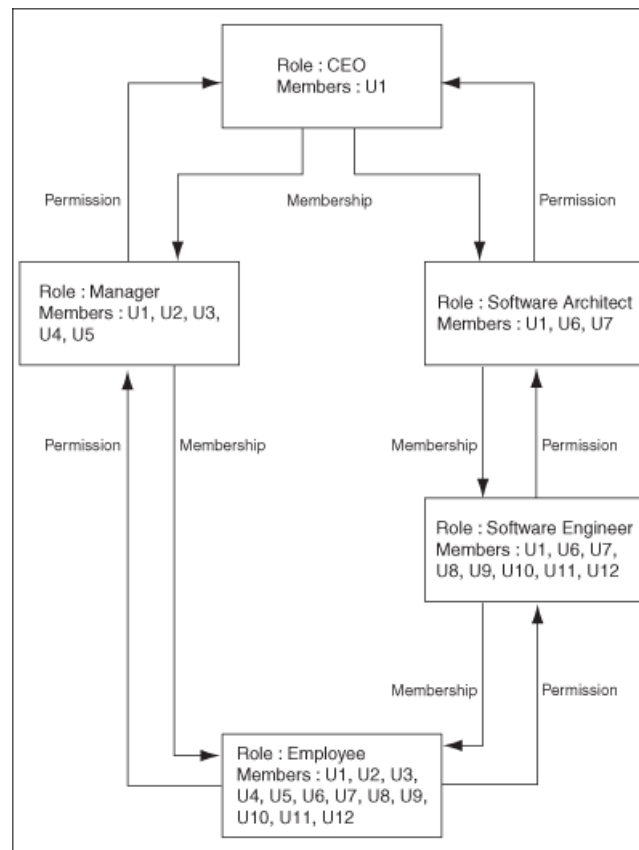 Role : CEO
Members : U1
Permission
Membership
Permission
Role : Manager
Members : U1, U2, U3,
U4, U5
Role : Software Architect
Members : U1, U6, U7
Permission
Membership
Membership
Permission
Role : Software Engineer
Members : U1, U6, U7,
U8, U9, U10, U11, U12
Membership
Permission
Role : Employee
Members : U1, U2, U3,
U4, U5, U6, U7, U8, U9,
U10, U11, U12